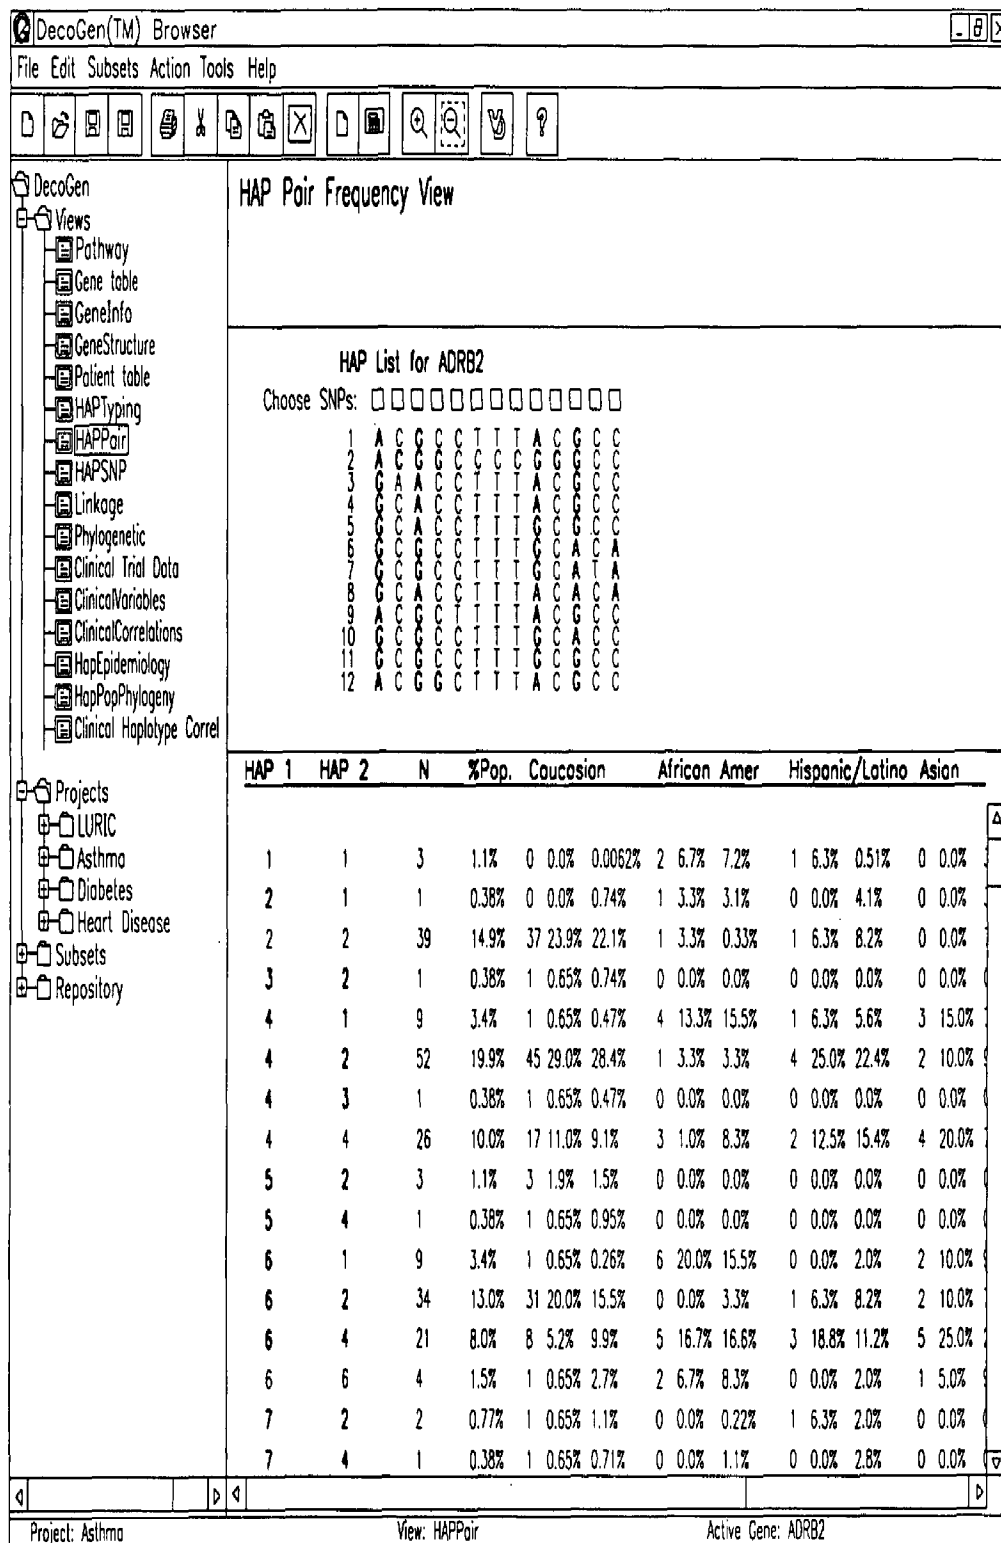 DecoGen(TM) Browser
File Edit Subsets Action Tools Help
DecoGen
Views
Pathway
Gene table
GeneInfo
GeneStructure
Patient table
HAPTyping
HAPPair
HAPSNP
Linkage
Phylogenetic
Clinical Trial Data
ClinicalVariables
ClinicalCorrelations
HapEpidemiology
HapPopPhylogeny
Clinical Haplotype Correl
Projects
LURIC
Asthma
Diabetes
Heart Disease
Subsets
Repository
HAP Pair Frequency View
HAP List for ADRB2
Choose SNPs:
1 A C G C C T T T A C G C C
2 A C G G C C C G G G C C
3 G A A C C T T T A C G C C
4 G C A C C T T T A C G C C
5 G C A C C T T T G C G C C
6 G C G C C T T T G C A C A
7 G C G C C T T T G C A T A
8 G C A C C T T T A C A C A
9 A C G C T T T T A C G C C
10 G C G C C T T T G C A C C
11 G C G C C T T T G C G C C
12 A C G G C T T T A C G C C
HAP 1 HAP 2 N %Pop. Caucasion African Amer Hispanic/Latino Asian
1 1 3 1.1% 0 0.0% 0.0062% 2 6.7% 7.2% 1 6.3% 0.51% 0 0.0%
2 1 1 0.38% 0 0.0% 0.74% 1 3.3% 3.1% 0 0.0% 4.1% 0 0.0%
2 2 39 14.9% 37 23.9% 22.1% 1 3.3% 0.33% 1 6.3% 8.2% 0 0.0%
3 2 1 0.38% 1 0.65% 0.74% 0 0.0% 0.0% 0 0.0% 0.0% 0 0.0%
4 1 9 3.4% 1 0.65% 0.47% 4 13.3% 15.5% 1 6.3% 5.6% 3 15.0%
4 2 52 19.9% 45 29.0% 28.4% 1 3.3% 3.3% 4 25.0% 22.4% 2 10.0%
4 3 1 0.38% 1 0.65% 0.47% 0 0.0% 0.0% 0 0.0% 0.0% 0 0.0%
4 4 26 10.0% 17 11.0% 9.1% 3 1.0% 8.3% 2 12.5% 15.4% 4 20.0%
5 2 3 1.1% 3 1.9% 1.5% 0 0.0% 0.0% 0 0.0% 0.0% 0 0.0%
5 4 1 0.38% 1 0.65% 0.95% 0 0.0% 0.0% 0 0.0% 0.0% 0 0.0%
6 1 9 3.4% 1 0.65% 0.26% 6 20.0% 15.5% 0 0.0% 2.0% 2 10.0%
6 2 34 13.0% 31 20.0% 15.5% 0 0.0% 3.3% 1 6.3% 8.2% 2 10.0%
6 4 21 8.0% 8 5.2% 9.9% 5 16.7% 16.6% 3 18.8% 11.2% 5 25.0%
6 6 4 1.5% 1 0.65% 2.7% 2 6.7% 8.3% 0 0.0% 2.0% 1 5.0%
7 2 2 0.77% 1 0.65% 1.1% 0 0.0% 0.22% 1 6.3% 2.0% 0 0.0%
7 4 1 0.38% 1 0.65% 0.71% 0 0.0% 1.1% 0 0.0% 2.8% 0 0.0%
Project: Asthma View: HAPPair Active Gene: ADRB2